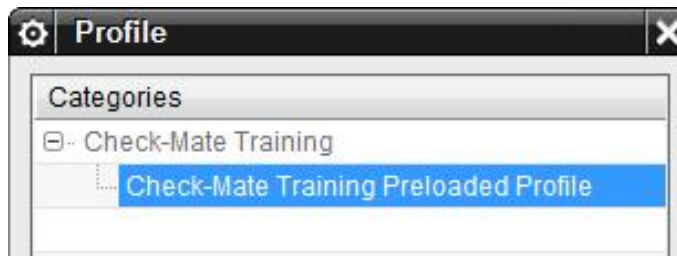 Profile
Categories
Check-Mate Training
Check-Mate Training Preloaded Profile